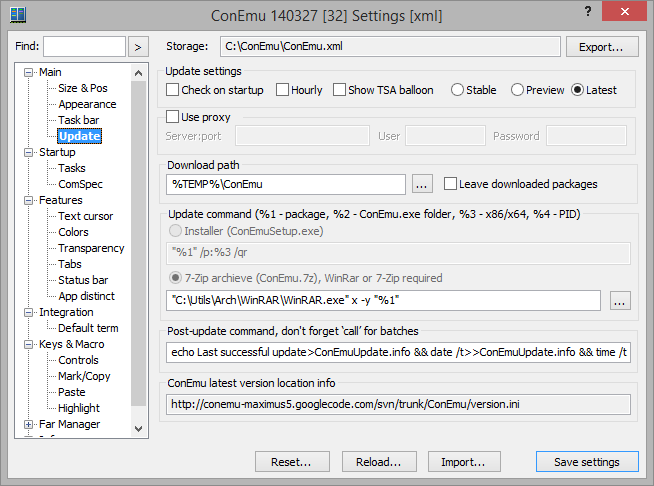 ConEmu 140327 [32] Settings [xml]
Find:
>
Storage:
C:\ConEmu\ConEmu.xml
Export...
Main
Size & Pos
Appearance
Task bar
Update
Startup
Tasks
ComSpec
Features
Text cursor
Colors
Transparency
Tabs
Status bar
App distinct
Integration
Default term
Keys & Macro
Controls
Mark/Copy
Paste
Highlight
Far Manager
Update settings
Check on startup
Hourly
Show TSA balloon
Stable
Preview
Latest
Use proxy
Server:port
User
Password
Download path
%TEMP%\ConEmu
...
Leave downloaded packages
Update command (%1 - package, %2 - ConEmu.exe folder, %3 - x86/x64, %4 - PID)
Installer (ConEmuSetup.exe)
"%1" /p:%3 /qr
7-Zip archieve (ConEmu.7z), WinRar or 7-Zip required
"C:\Utils\Arch\WinRAR\WinRAR.exe" x -y "%1"
...
Post-update command, don't forget 'call' for batches
echo Last successful update>ConEmuUpdate.info && date /t>>ConEmuUpdate.info && time /t
ConEmu latest version location info
http://conemu-maximus5.googlecode.com/svn/trunk/ConEmu/version.ini
Reset...
Reload...
Import...
Save settings